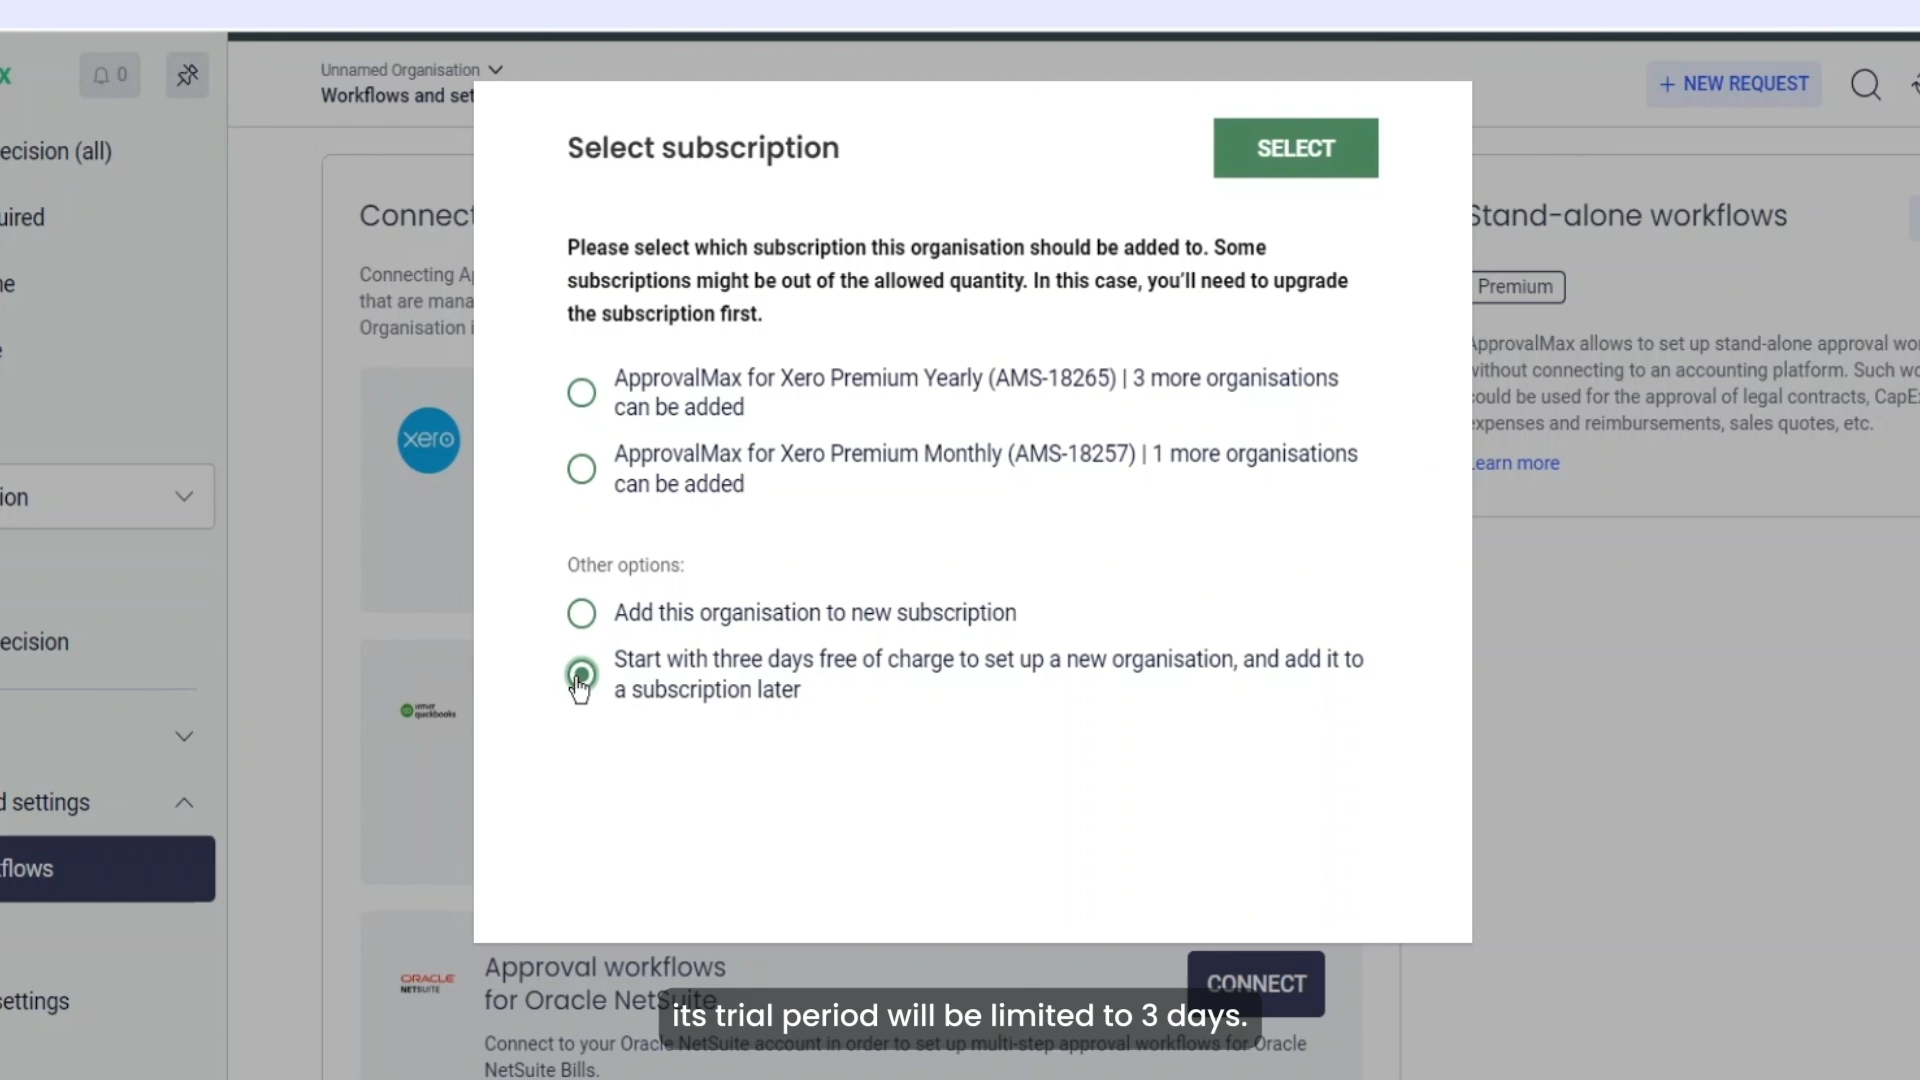 x
0
Unnamed Organisation
Workflows and set
+ NEW REQUEST
ecision (all)
uired
ne
e
ion
ecision
d settings
flows
settings
Select subscription
SELECT
Please select which subscription this organisation should be added to. Some
subscriptions might be out of the allowed quantity. In this case, you'll need to upgrade
the subscription first.
ApprovalMax for Xero Premium Yearly (AMS-18265) | 3 more organisations
can be added
ApprovalMax for Xero Premium Monthly (AMS-18257) | 1 more organisations
can be added
Other options:
Add this organisation to new subscription
Start with three days free of charge to set up a new organisation, and add it to
a subscription later
Connect
Connecting A
that are mana
Organisation i
xero
intuit
quickbooks
ORACLE
NETSUITE
Approval workflows
for Oracle NetSuite
CONNECT
Connect to your Oracle NetSuite account in order to set up multi-step approval workflows for Oracle
NetSuite Bills.
Stand-alone workflows
Premium
ApprovalMax allows to set up stand-alone approval wo
without connecting to an accounting platform. Such wo
could be used for the approval of legal contracts, CapE
expenses and reimbursements, sales quotes, etc.
Learn more
its trial period will be limited to 3 days.